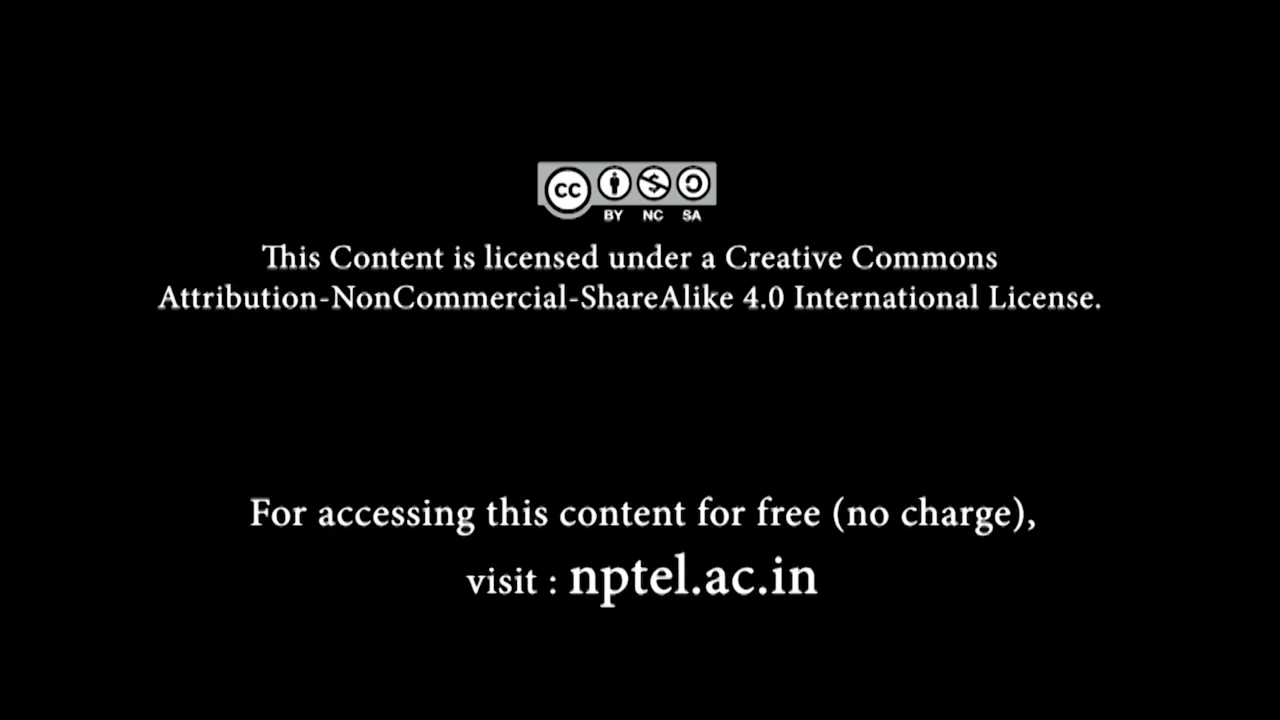 cc
BY NC SA
This Content is licensed under a Creative Commons
Attribution-NonCommercial-ShareAlike 4.0 International License.
For accessing this content for free (no charge),
visit : nptel.ac.in